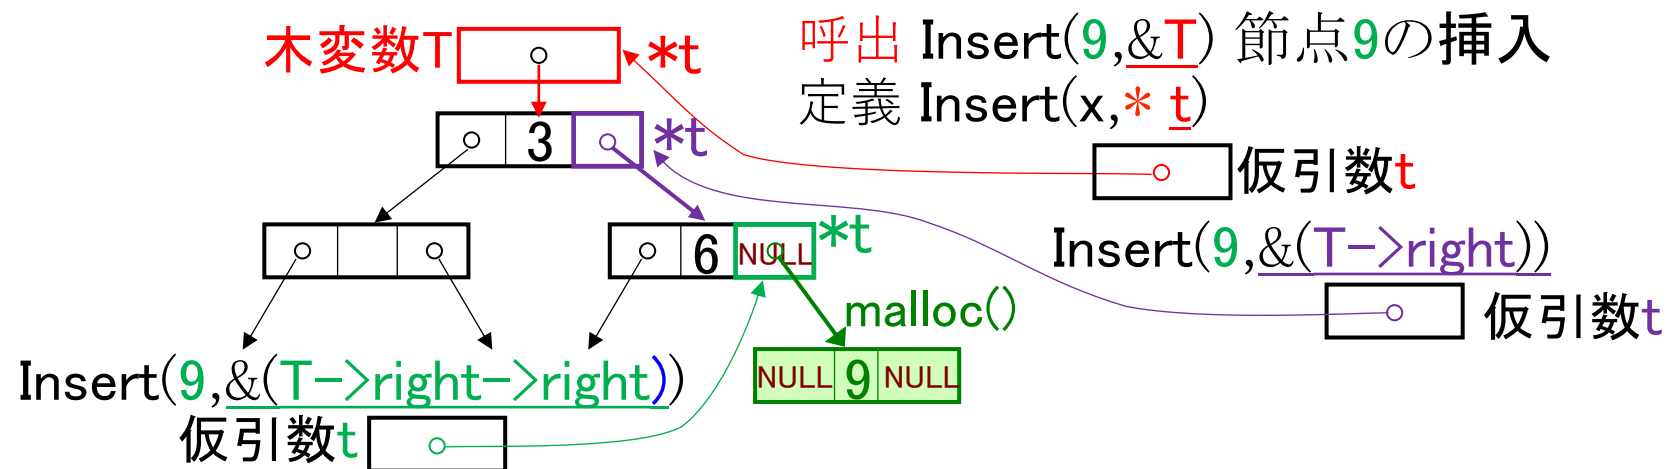 木変数T
*t
呼出 Insert(9,&T) 節点9の挿入
定義 Insert(x,* t)
3
*t
仮引数t
6
NULL
*t
Insert(9,&(T->right))
仮引数t
malloc()
NULL 9 NULL
Insert(9,&(T->right->right))
仮引数t